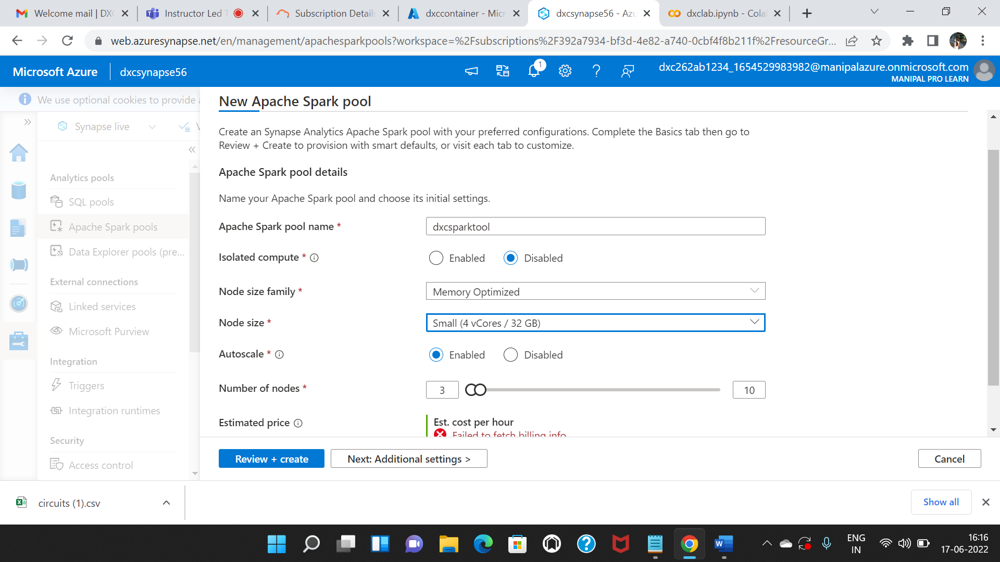 Welcome mail | DX
Instructor Led T
Subscription Details
dxccontainer - Micr
dxcsynapse56 - Azu
dxclab.ipynb - Colab
web.azuresynapse.net/en/management/apachesparkpools?workspace=%2Fsubscriptions%2F392a7934-bf3d-4e82-a740-0cbf4f8b211f%2FresourceGr...
Microsoft Azure
dxcsynapse56
1
dxc262ab1234_1654529983982@manipalazure.onmicrosoft.com
MANIPAL PRO LEARN
We use optional cookies to provide a
Synapse live
V
Analytics pools
SQL pools
Apache Spark pools
Data Explorer pools (pre...
External connections
Linked services
Microsoft Purview
Integration
Triggers
Integration runtimes
Security
Access control
New Apache Spark pool
Create an Synapse Analytics Apache Spark pool with your preferred configurations. Complete the Basics tab then go to
Review + Create to provision with smart defaults, or visit each tab to customize.
Apache Spark pool details
Name your Apache Spark pool and choose its initial settings.
Apache Spark pool name * dxcsparktool
Isolated compute * Enabled Disabled
Node size family * Memory Optimized
Node size * Small (4 vCores / 32 GB)
Autoscale * Enabled Disabled
Number of nodes * 3 10
Estimated price Est. cost per hour
Failed to fetch billing info
Review + create
Next: Additional settings >
Cancel
circuits (1).csv
Show all
ENG
IN
16:16
17-06-2022